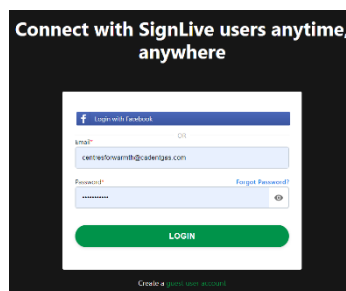 Connect with SignLive users anytime,
anywhere
f Login with Facebook
OR
Email*
centresforwarmth@cadentgas.com
Password*    Forgot Password?
•••••••••••
LOGIN
Create a guest user account